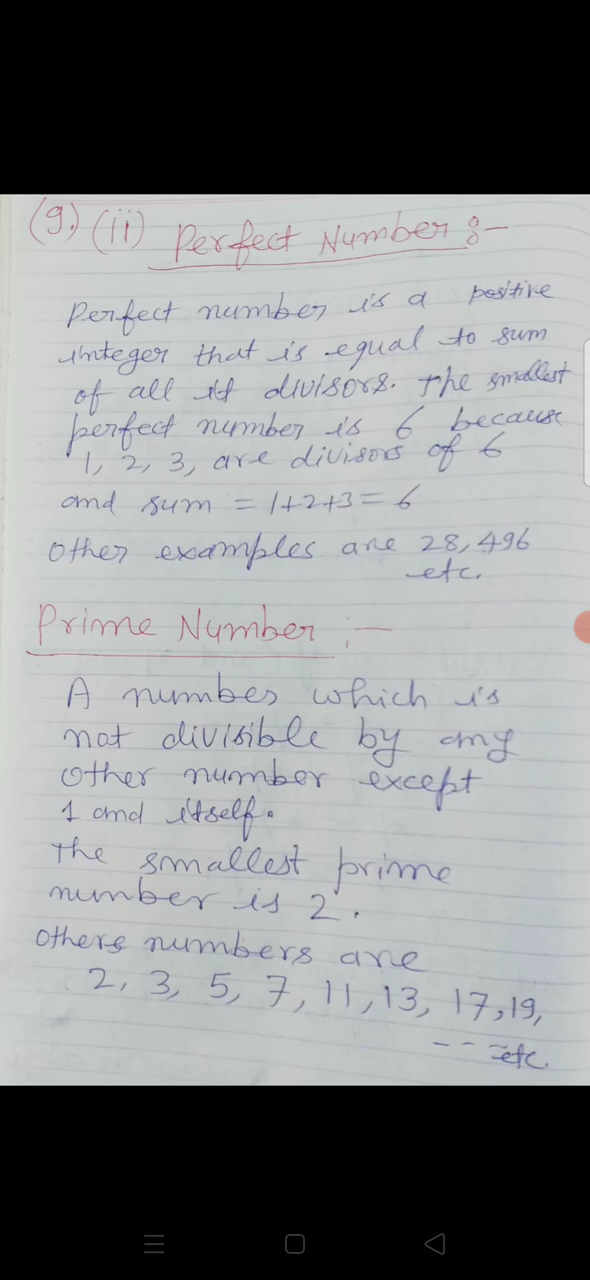 (9.) (ii) Perfect Number :-
Perfect number is a positive
integer that is equal to sum
of all it divisors. The smallest
perfect number is 6 because
1, 2, 3, are divisors of 6
and sum = 1+2+3 = 6
Other examples are 28, 496
etc.
Prime Number :-
A number which is
not divisible by any
other number except
1 and itself.
The smallest prime
number is 2.
Others numbers are
2, 3, 5, 7, 11, 13, 17, 19,
-- etc.